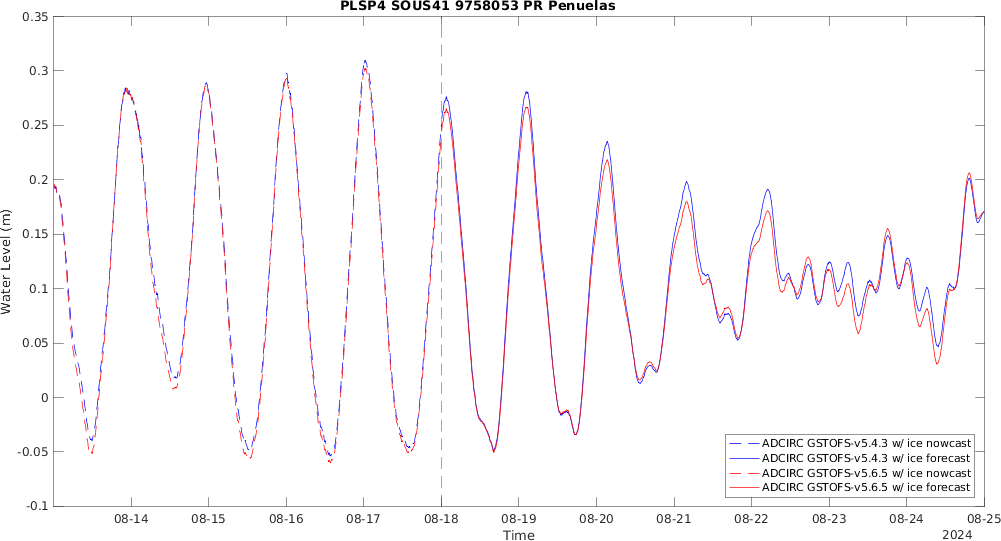 PLSP4 SOUS41 9758053 PR Penuelas
0.35
0.3
0.25
0.2
0.15
0.1
0.05
0
-0.05
-0.1
Water Level (m)
08-14 08-15 08-16 08-17 08-18 08-19 08-20 08-21 08-22 08-23 08-24 08-25
Time
2024
ADCIRC GSTOFS-v5.4.3 w/ ice nowcast
ADCIRC GSTOFS-v5.4.3 w/ ice forecast
ADCIRC GSTOFS-v5.6.5 w/ ice nowcast
ADCIRC GSTOFS-v5.6.5 w/ ice forecast